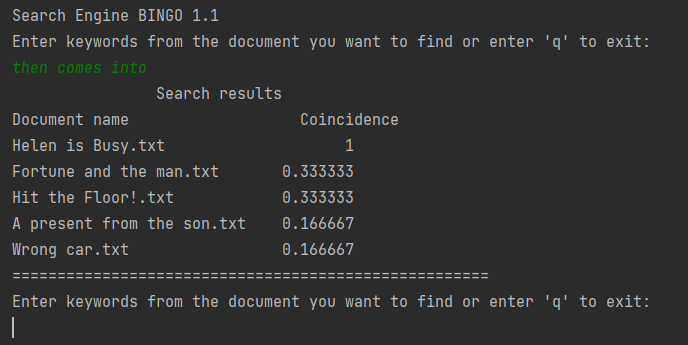 Search Engine BINGO 1.1
Enter keywords from the document you want to find or enter 'q' to exit:
then comes into
Search results
Document name Coincidence
Helen is Busy.txt 1
Fortune and the man.txt 0.333333
Hit the Floor!.txt 0.333333
A present from the son.txt 0.166667
Wrong car.txt 0.166667
=====================================================
Enter keywords from the document you want to find or enter 'q' to exit: